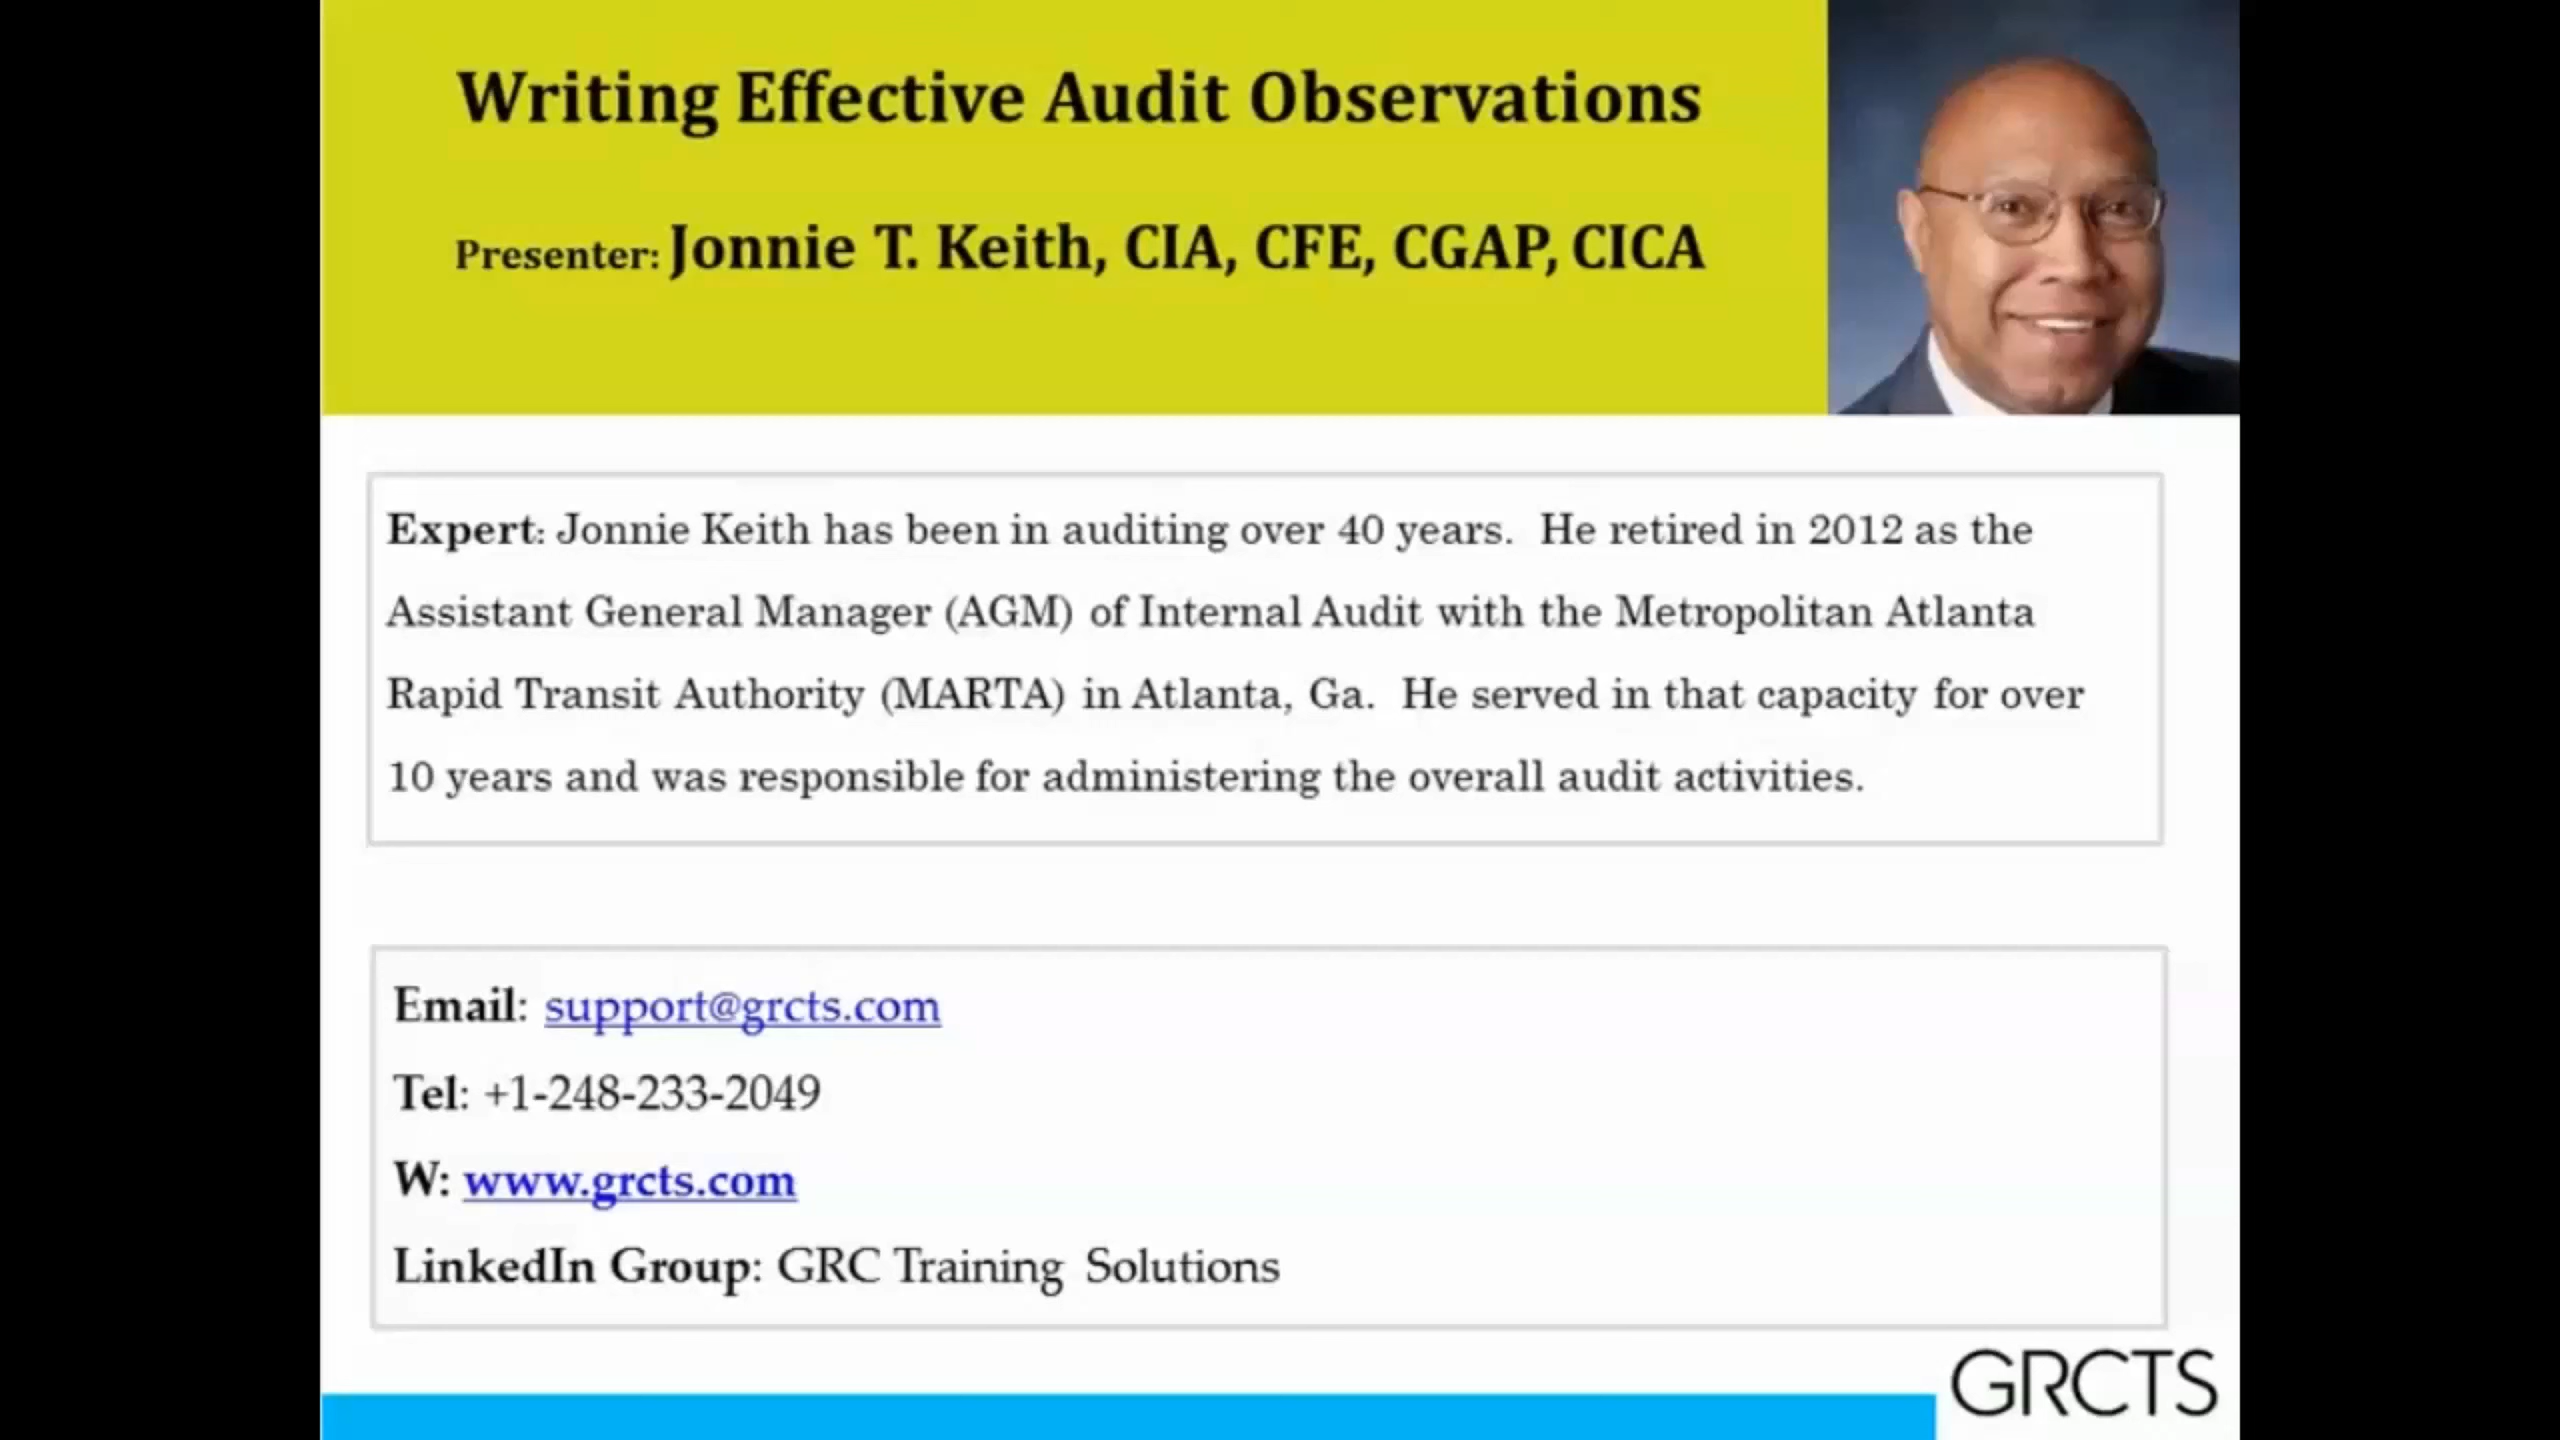 Writing Effective Audit Observations
Presenter: Jonnie T. Keith, CIA, CFE, CGAP, CICA
Expert: Jonnie Keith has been in auditing over 40 years. He retired in 2012 as the
Assistant General Manager (AGM) of Internal Audit with the Metropolitan Atlanta
Rapid Transit Authority (MARTA) in Atlanta, Ga. He served in that capacity for over
10 years and was responsible for administering the overall audit activities.
Email: support@grcts.com
Tel: +1-248-233-2049
W: www.grcts.com
LinkedIn Group: GRC Training Solutions
GRCTS